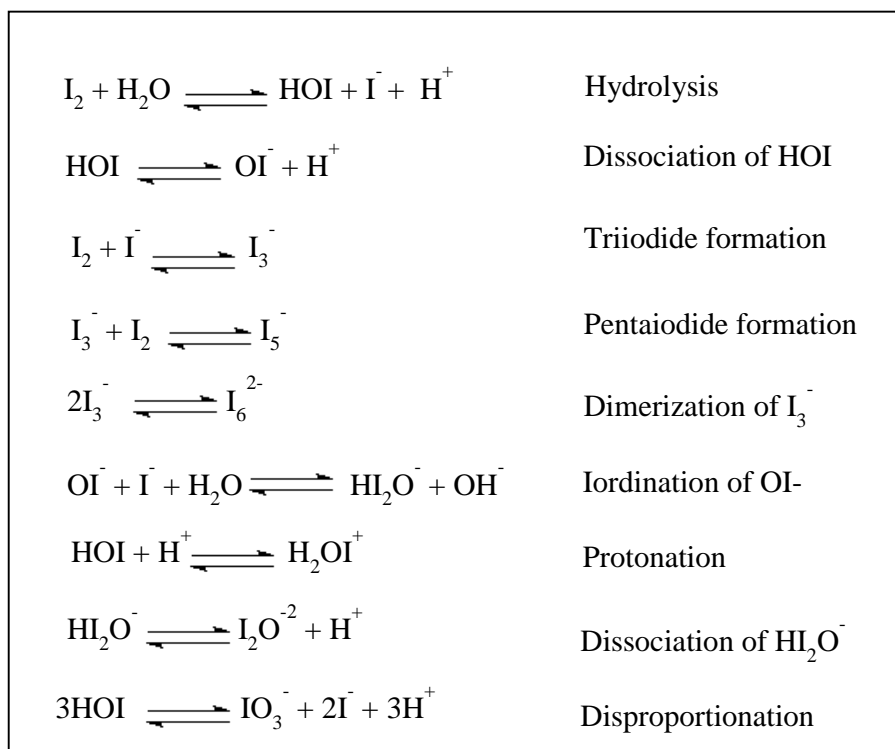 I₂ + H₂O ⇌ HOI + I⁻ + H⁺ Hydrolysis
HOI ⇌ OI⁻ + H⁺ Dissociation of HOI
I₂ + I⁻ ⇌ I₃⁻ Triiodide formation
I₃⁻ + I₂ ⇌ I₅⁻ Pentaiodide formation
2I₃⁻ ⇌ I₆²⁻ Dimerization of I₃⁻
OI⁻ + I⁻ + H₂O ⇌ HI₂O⁻ + OH⁻ Iordination of OI-
HOI + H⁺ ⇌ H₂OI⁺ Protonation
HI₂O⁻ ⇌ I₂O⁻² + H⁺ Dissociation of HI₂O⁻
3HOI ⇌ IO₃⁻ + 2I⁻ + 3H⁺ Disproportionation